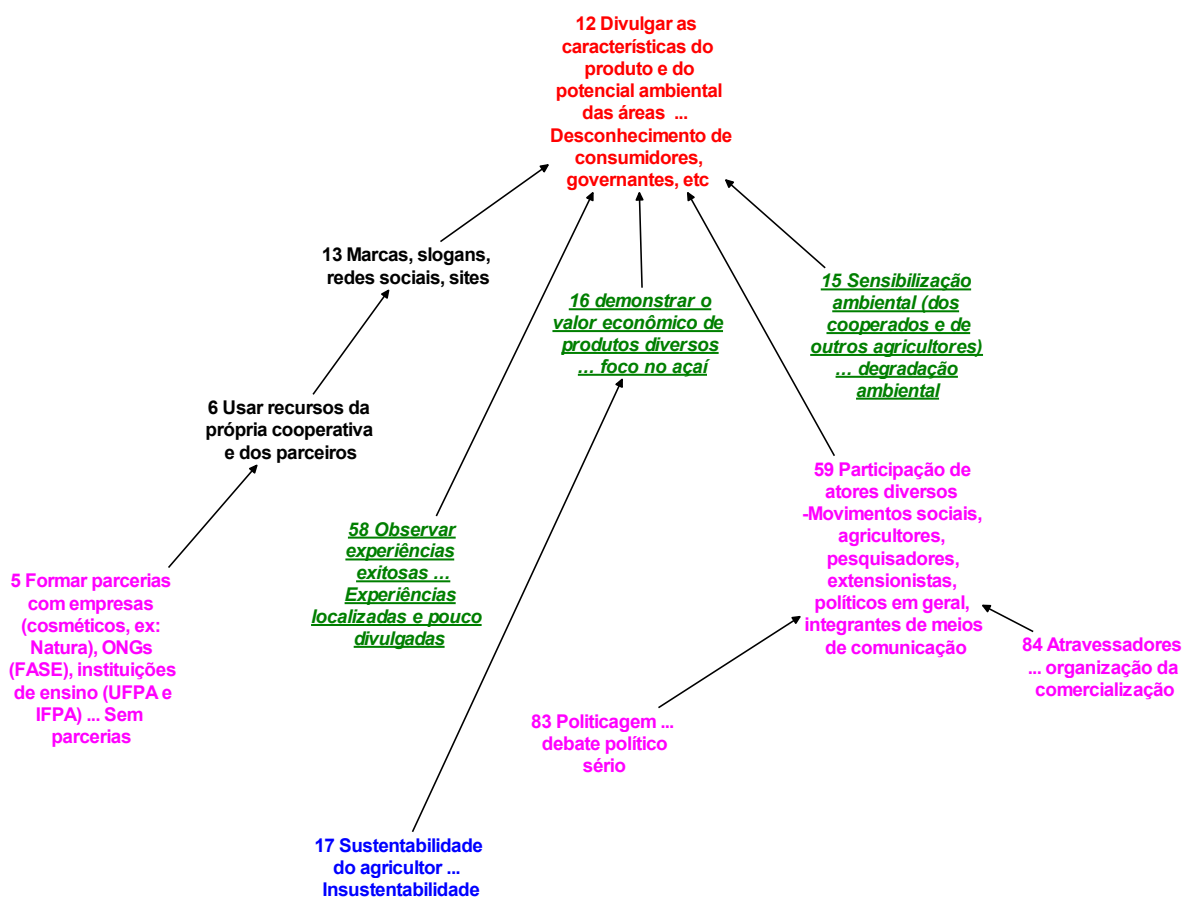 12 Divulgar as
características do
produto e do
potencial ambiental
das áreas ...
Desconhecimento de
consumidores,
governantes, etc
13 Marcas, slogans,
redes sociais, sites
16 demonstrar o
valor econômico de
produtos diversos
... foco no açaí
15 Sensibilização
ambiental (dos
cooperados e de
outros agricultores)
... degradação
ambiental
6 Usar recursos da
própria cooperativa
e dos parceiros
58 Observar
experiências
exitosas ...
Experiências
localizadas e pouco
divulgadas
59 Participação de
atores diversos
-Movimentos sociais,
agricultores,
pesquisadores,
extensionistas,
políticos em geral,
integrantes de meios
de comunicação
5 Formar parcerias
com empresas
(cosméticos, ex:
Natura), ONGs
(FASE), instituições
de ensino (UFPA e
IFPA) ... Sem
parcerias
84 Atravessadores
... organização da
comercialização
83 Politicagem ...
debate político
sério
17 Sustentabilidade
do agricultor ...
Insustentabilidade